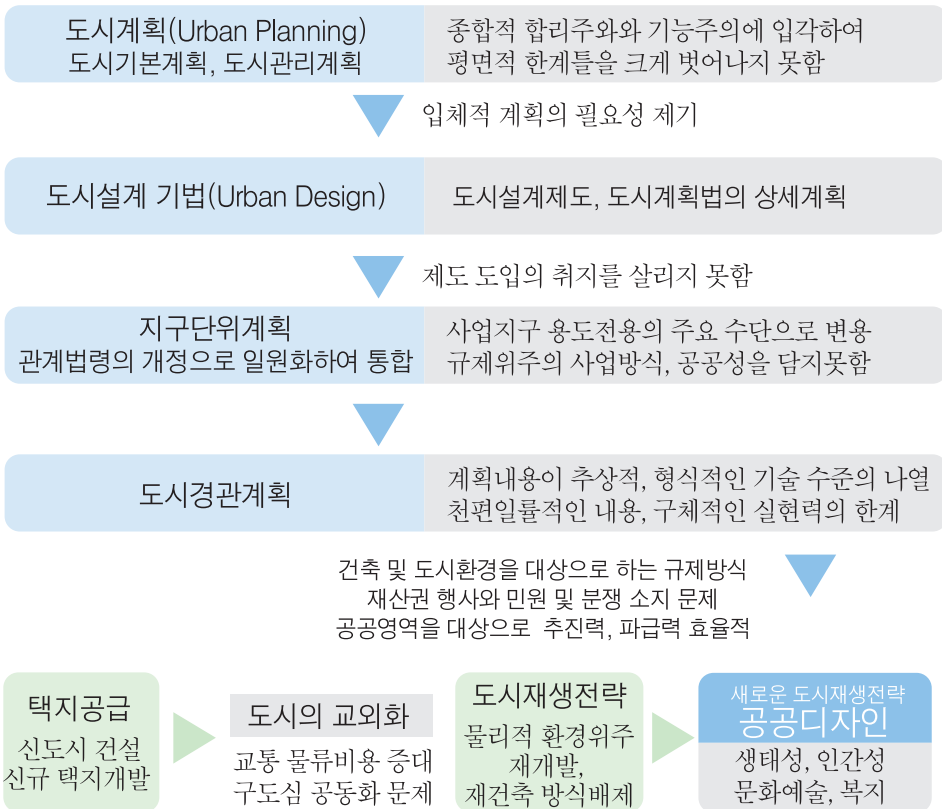 도시계획(Urban Planning)
도시기본계획, 도시관리계획
종합적 합리주와와 기능주의에 입각하여
평면적 한계틀을 크게 벗어나지 못함
입체적 계획의 필요성 제기
도시설계 기법(Urban Design)
도시설계제도, 도시계획법의 상세계획
제도 도입의 취지를 살리지 못함
지구단위계획
관계법령의 개정으로 일원화하여 통합
사업지구 용도전용의 주요 수단으로 변용
규제위주의 사업방식, 공공성을 담지못함
도시경관계획
계획내용이 추상적, 형식적인 기술 수준의 나열
천편일률적인 내용, 구체적인 실현력의 한계
건축 및 도시환경을 대상으로 하는 규제방식
재산권 행사와 민원 및 분쟁 소지 문제
공공영역을 대상으로 추진력, 파급력 효율적
택지공급
신도시 건설
신규 택지개발
도시의 교외화
교통 물류비용 증대
구도심 공동화 문제
도시재생전략
물리적 환경위주
재개발,
재건축 방식배제
새로운 도시재생전략
공공디자인
생태성, 인간성
문화예술, 복지